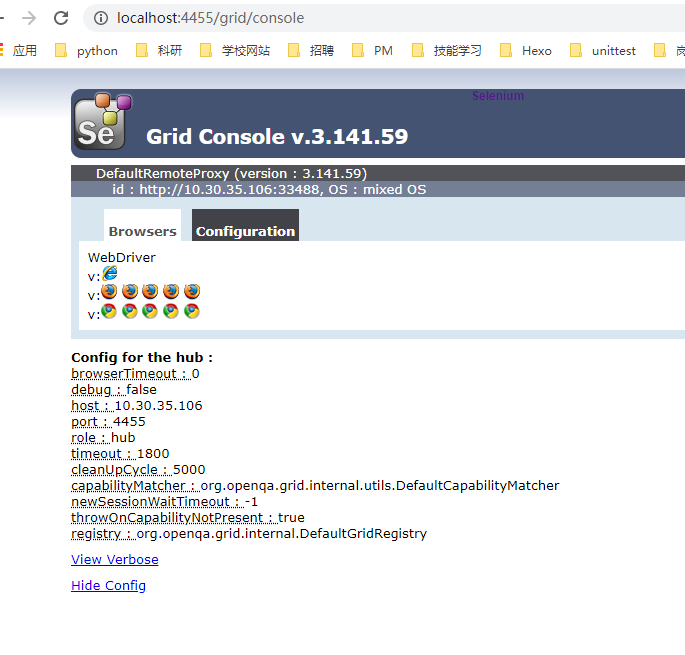 localhost:4455/grid/console
应用 python 科研 学校网站 招聘 PM 技能学习 Hexo unittest
Selenium
Se Grid Console v.3.141.59
DefaultRemoteProxy (version : 3.141.59)
id : http://10.30.35.106:33488, OS : mixed OS
Browsers Configuration
WebDriver
v:
v:
v:
Config for the hub :
browserTimeout : 0
debug : false
host : 10.30.35.106
port : 4455
role : hub
timeout : 1800
cleanUpCycle : 5000
capabilityMatcher : org.openqa.grid.internal.utils.DefaultCapabilityMatcher
newSessionWaitTimeout : -1
throwOnCapabilityNotPresent : true
registry : org.openqa.grid.internal.DefaultGridRegistry
View Verbose
Hide Config